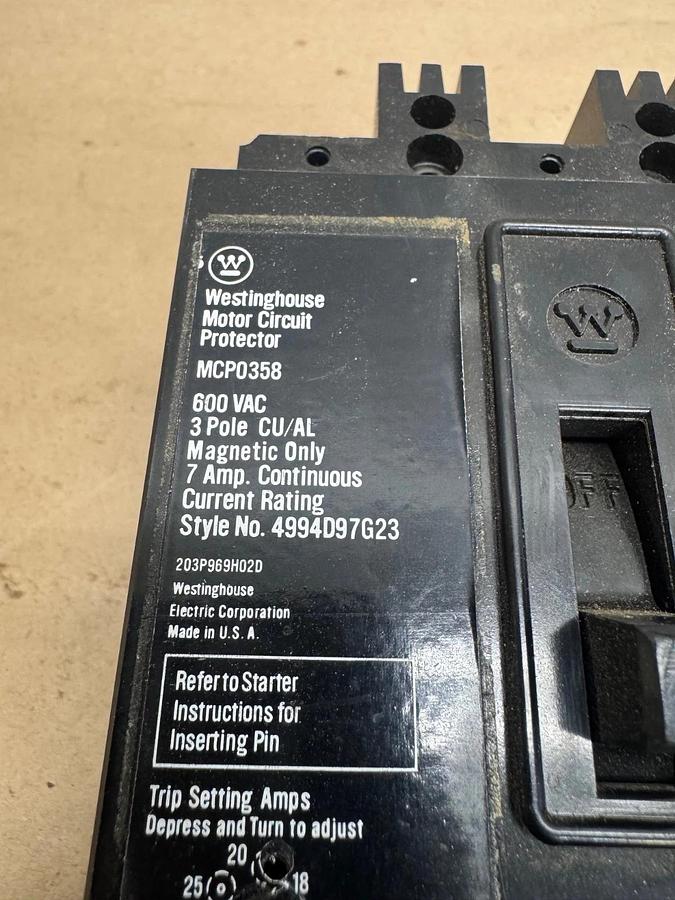 Westinghouse
Motor Circuit
Protector
MCP0358
600 VAC
3 Pole CU/AL
Magnetic Only
7 Amp. Continuous
Current Rating
Style No. 4994D97G23
203P969H02D
Westinghouse
Electric Corporation
Made in U.S.A.
Refer to Starter
Instructions for
Inserting Pin
Trip Setting Amps
Depress and Turn to adjust
20
25 18
W
OFF